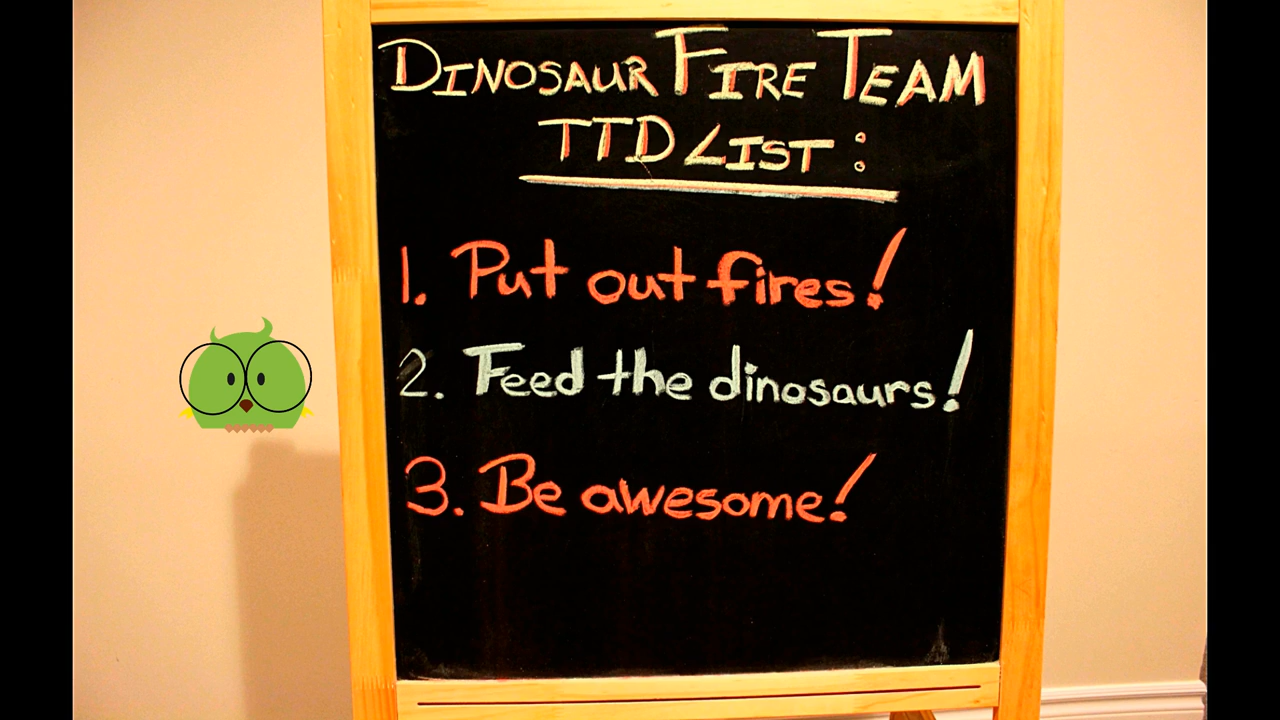 DINOSAUR FIRE TEAM
TTD LIST:
1. Put out fires!
2. Feed the dinosaurs!
3. Be awesome!